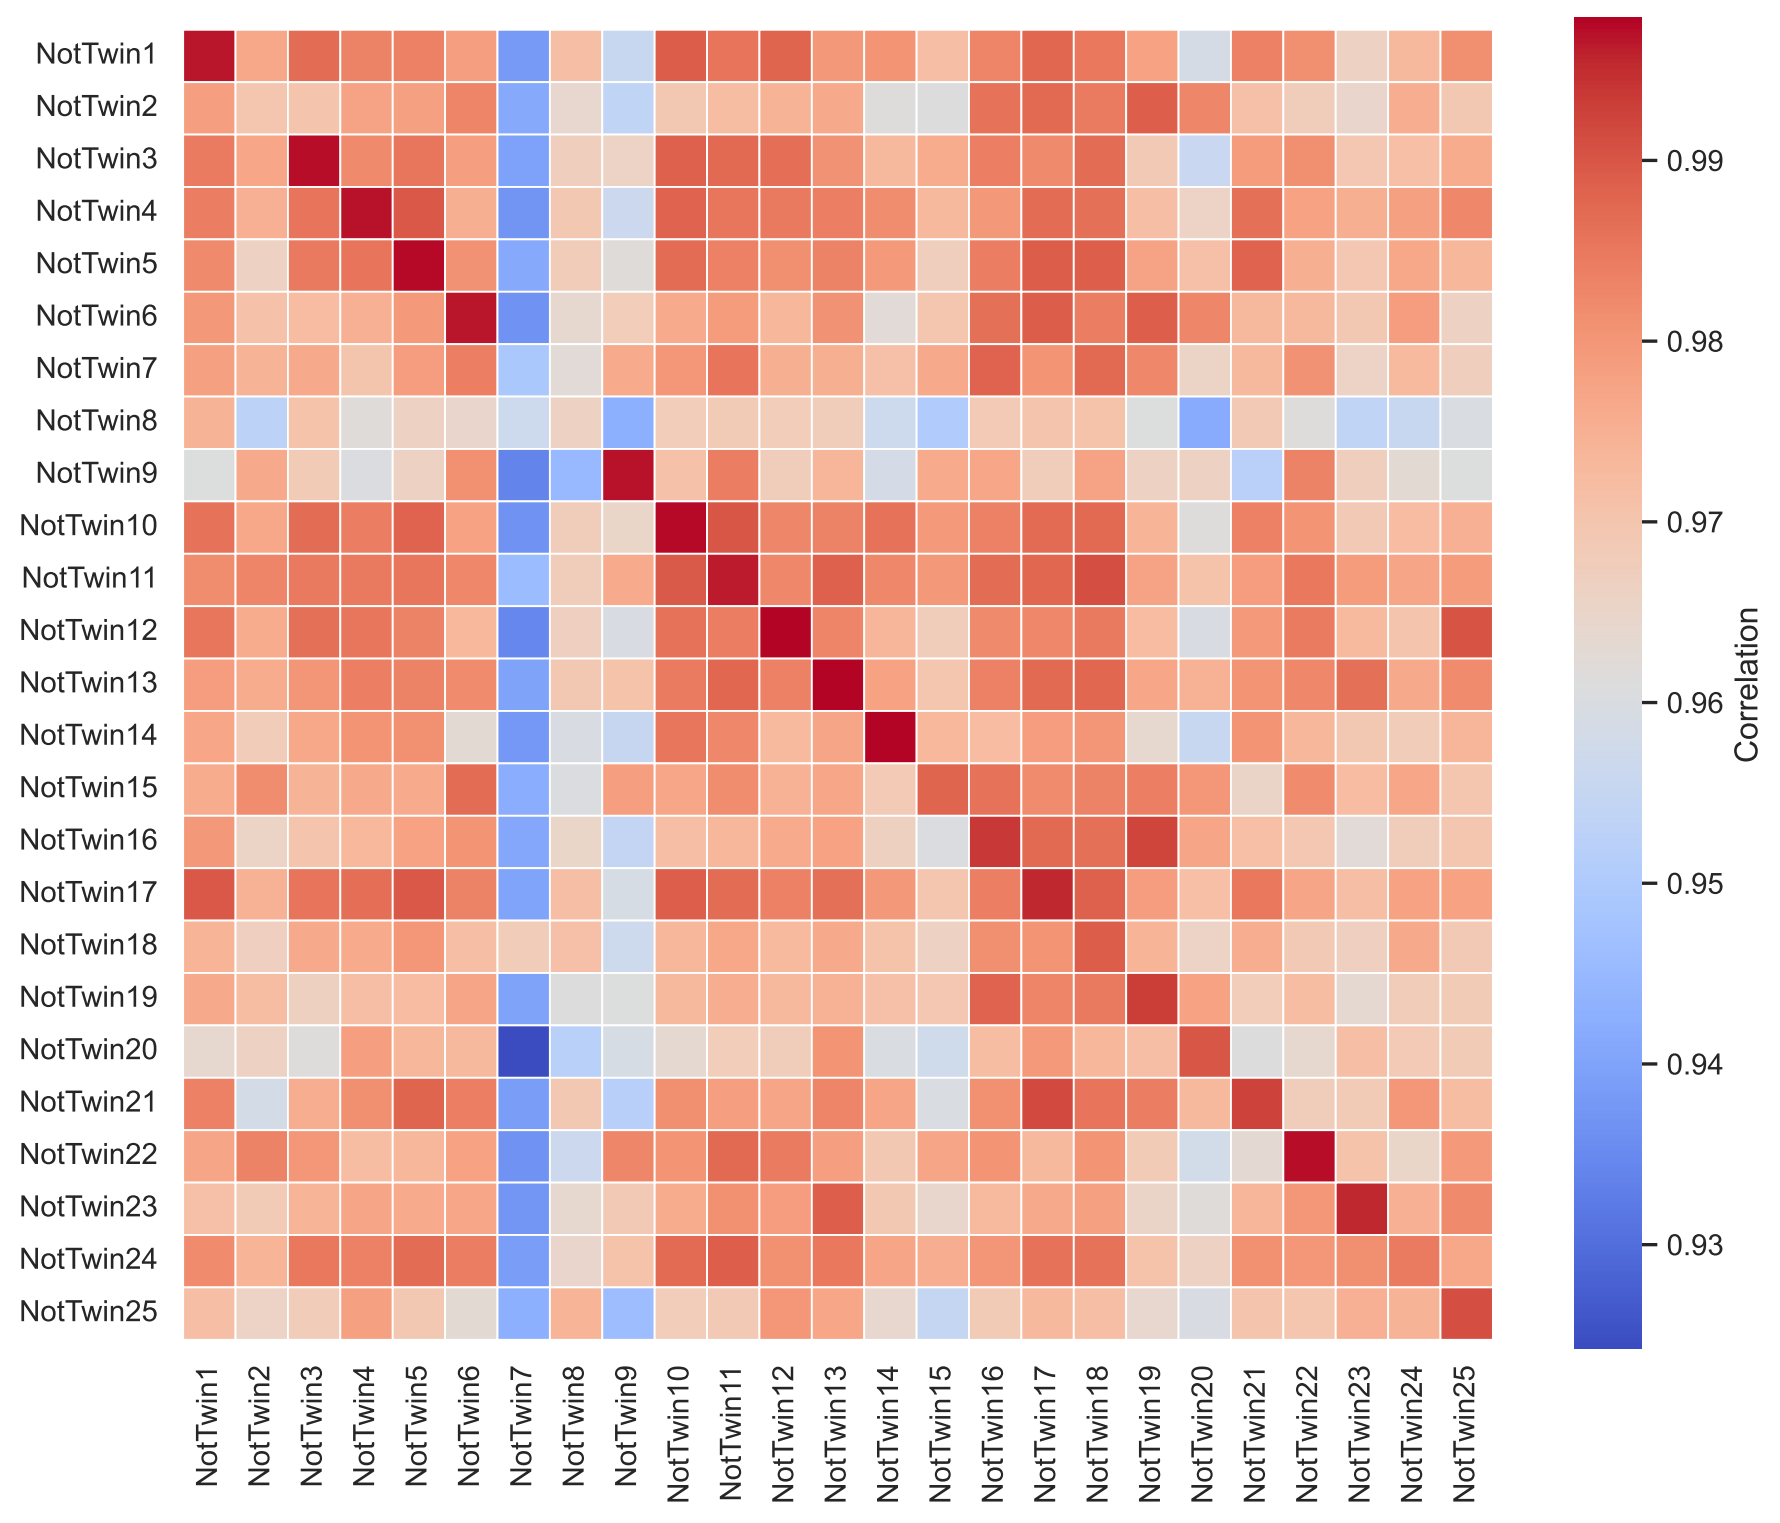 NotTwin1
NotTwin2
NotTwin3
NotTwin4
NotTwin5
NotTwin6
NotTwin7
NotTwin8
NotTwin9
NotTwin10
NotTwin11
NotTwin12
NotTwin13
NotTwin14
NotTwin15
NotTwin16
NotTwin17
NotTwin18
NotTwin19
NotTwin20
NotTwin21
NotTwin22
NotTwin23
NotTwin24
NotTwin25
NotTwin1
NotTwin2
NotTwin3
NotTwin4
NotTwin5
NotTwin6
NotTwin7
NotTwin8
NotTwin9
NotTwin10
NotTwin11
NotTwin12
NotTwin13
NotTwin14
NotTwin15
NotTwin16
NotTwin17
NotTwin18
NotTwin19
NotTwin20
NotTwin21
NotTwin22
NotTwin23
NotTwin24
NotTwin25
0.99
0.98
0.97
0.96
0.95
0.94
0.93
Correlation